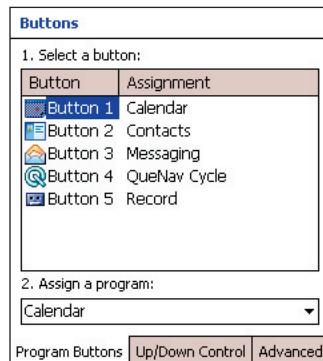 Buttons
1. Select a button:
Button Assignment
Button 1 Calendar
Button 2 Contacts
Button 3 Messaging
Button 4 QueNav Cycle
Button 5 Record
2. Assign a program:
Calendar
Program Buttons Up/Down Control Advanced